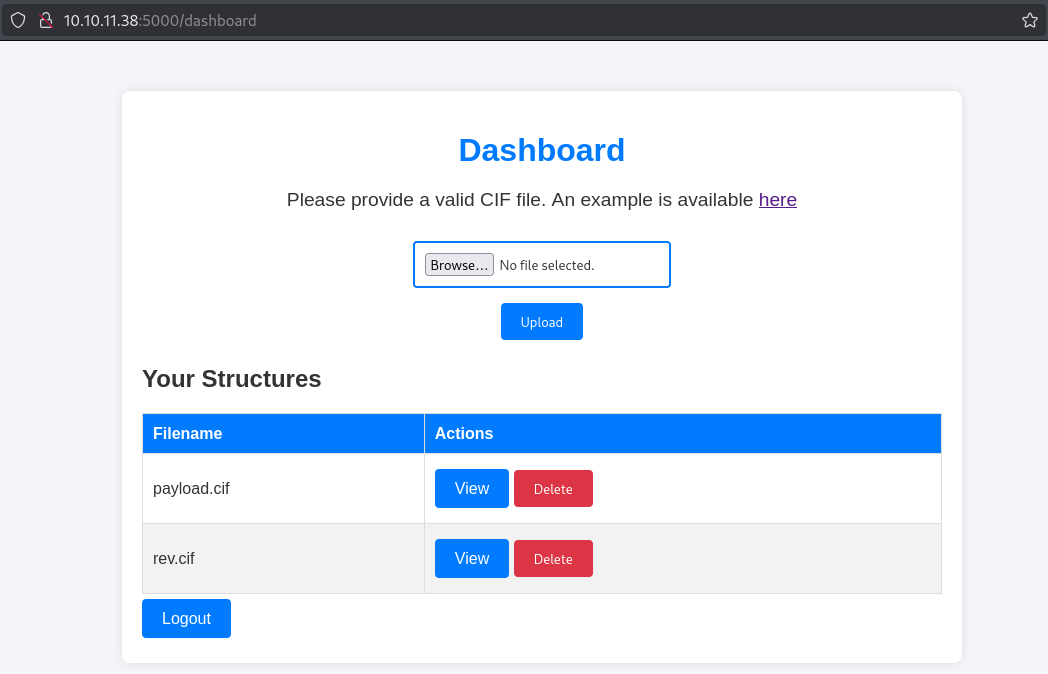 10.10.11.38:5000/dashboard
Dashboard
Please provide a valid CIF file. An example is available here
Browse... No file selected.
Upload
Your Structures
Filename Actions
payload.cif View Delete
rev.cif View Delete
Logout